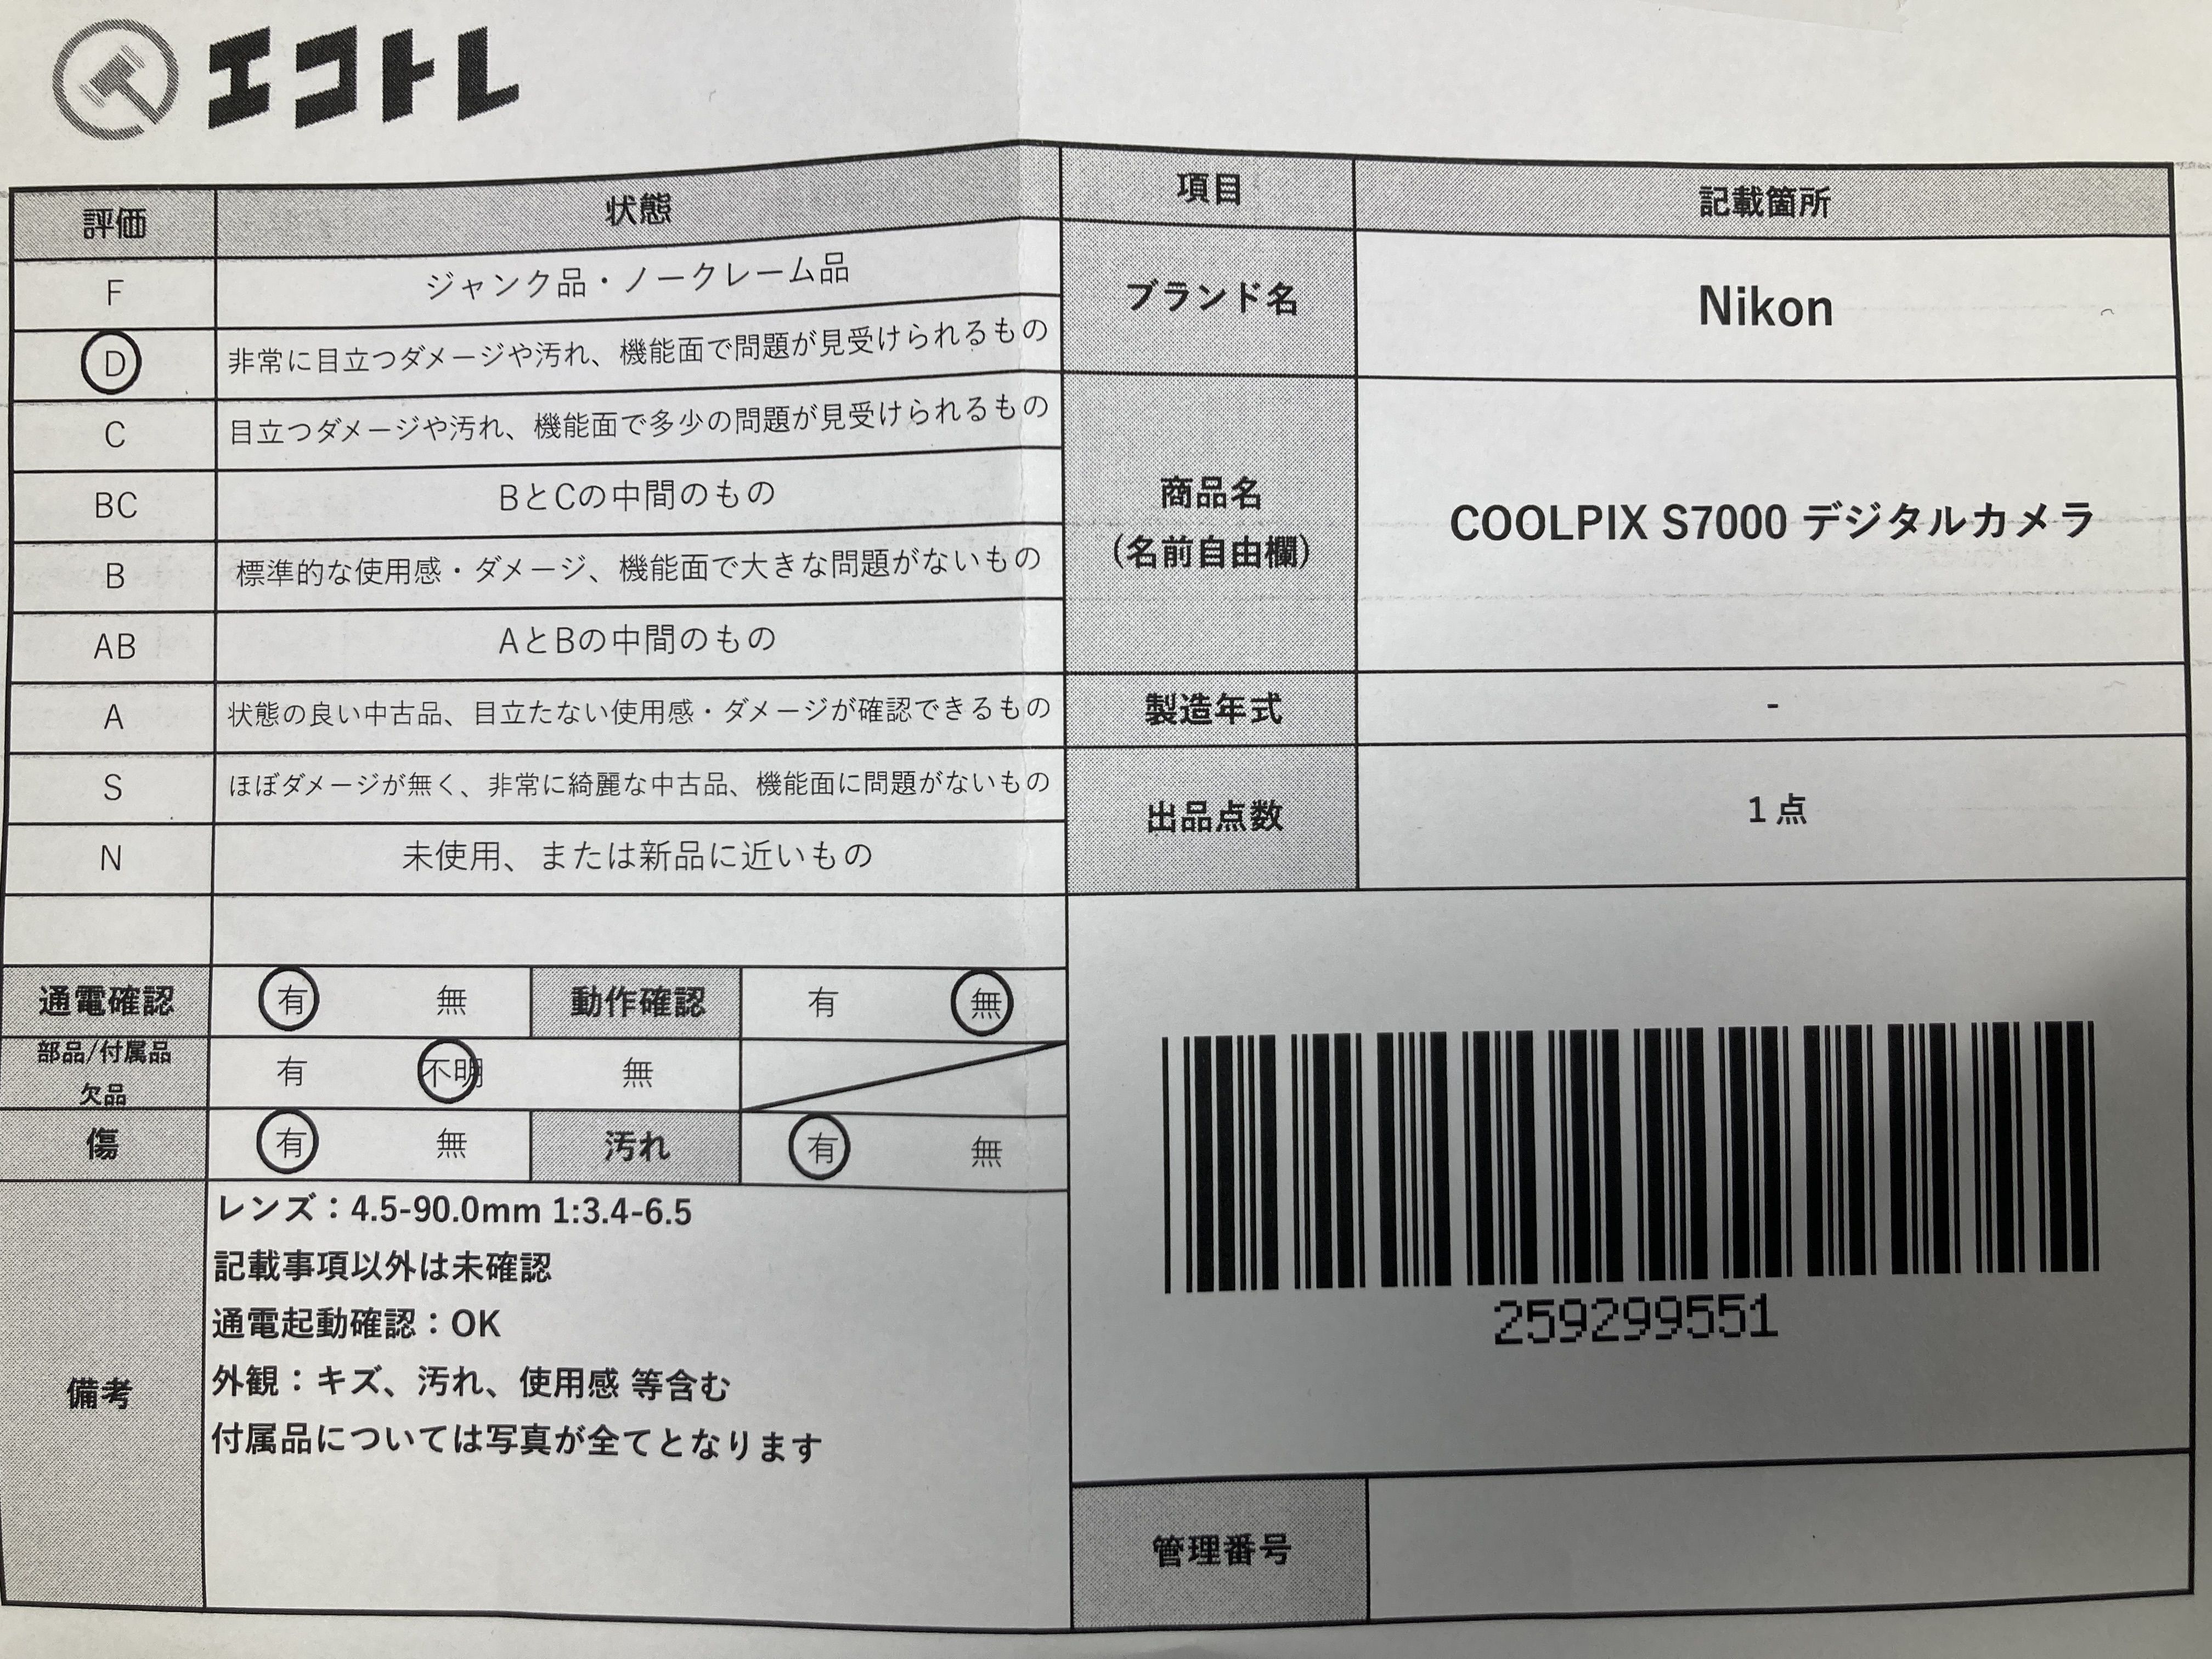 エコトレ
評価 状態
F ジャンク品・ノークレーム品
D 非常に目立つダメージや汚れ、機能面で問題が見受けられるもの
C 目立つダメージや汚れ、機能面で多少の問題が見受けられるもの
BC BとCの中間のもの
B 標準的な使用感・ダメージ、機能面で大きな問題がないもの
AB AとBの中間のもの
A 状態の良い中古品、目立たない使用感・ダメージが確認できるもの
S ほぼダメージが無く、非常に綺麗な中古品、機能面に問題がないもの
N 未使用、または新品に近いもの
通電確認 有 無 動作確認 有 無
部品/付属品
欠品 有 不明 無
傷 有 無 汚れ 有 無
備考
レンズ：4.5-90.0mm 1:3.4-6.5
記載事項以外は未確認
通電起動確認：OK
外観：キズ、汚れ、使用感 等含む
付属品については写真が全てとなります
項目 記載箇所
ブランド名 Nikon
商品名
（名前自由欄） COOLPIX S7000 デジタルカメラ
製造年式 -
出品点数 1 点
259299551
管理番号